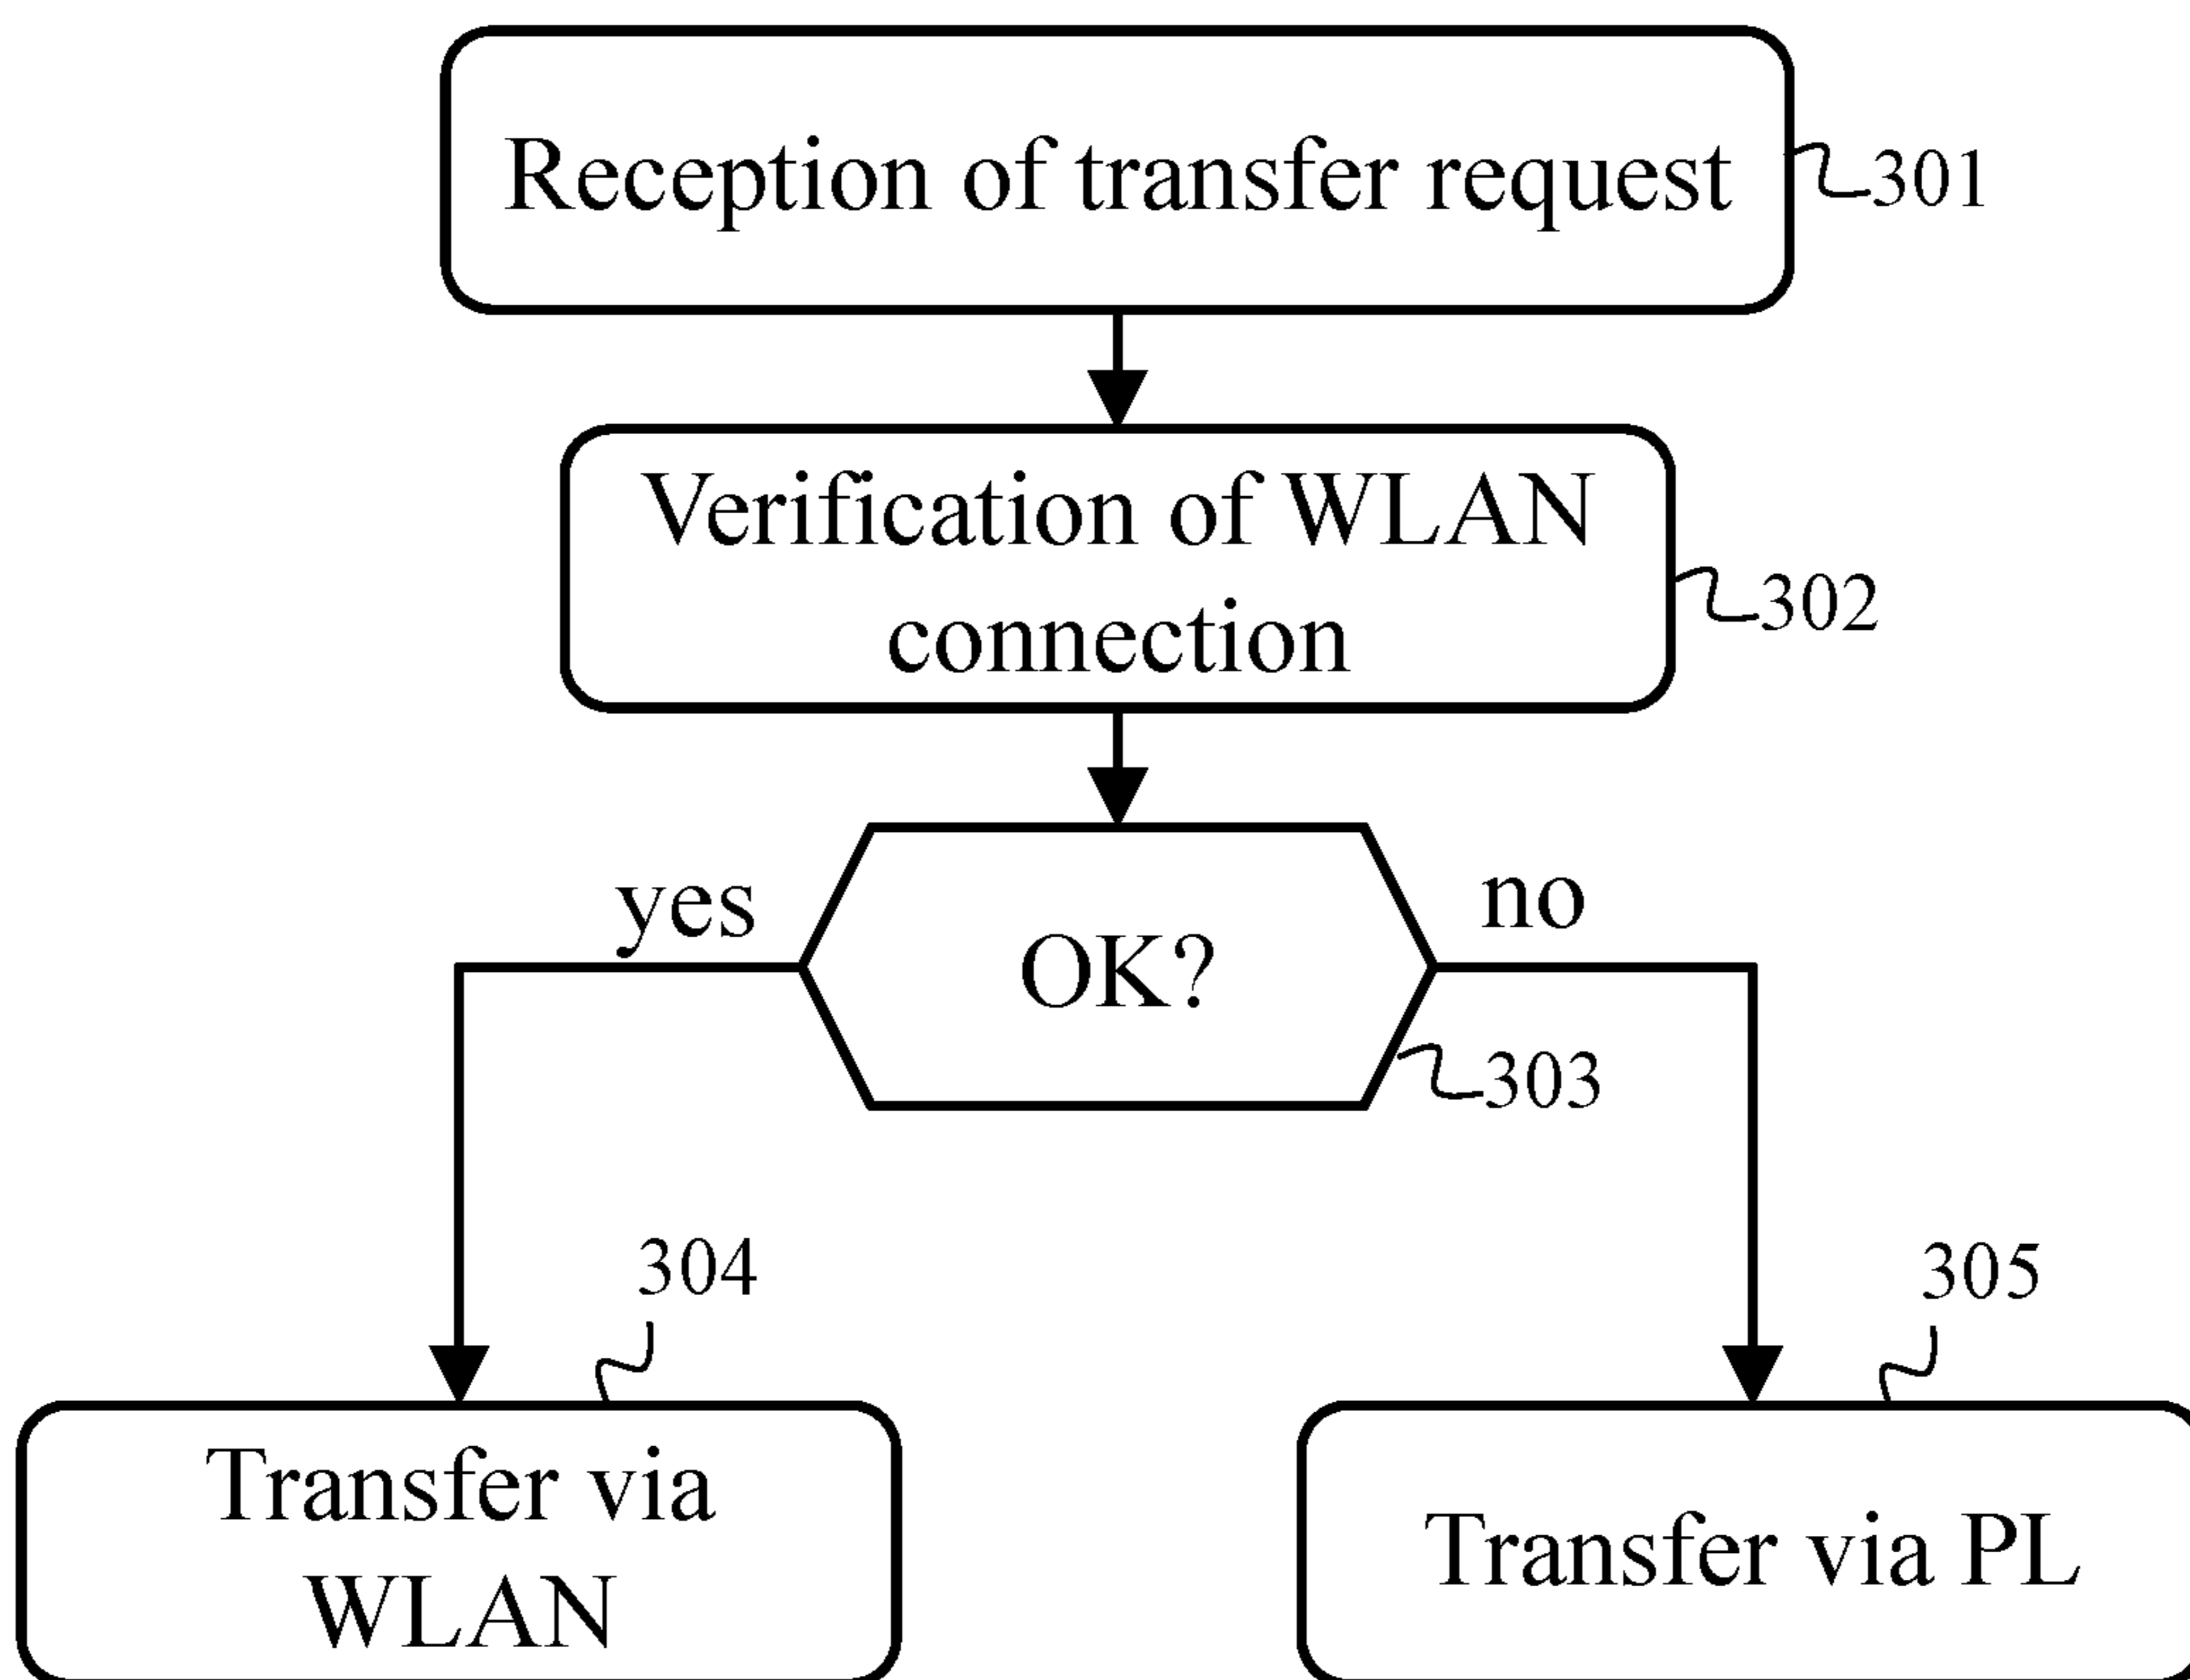 Reception of transfer request
301
Verification of WLAN
connection
302
yes
no
OK?
303
304
305
Transfer via
WLAN
Transfer via PL